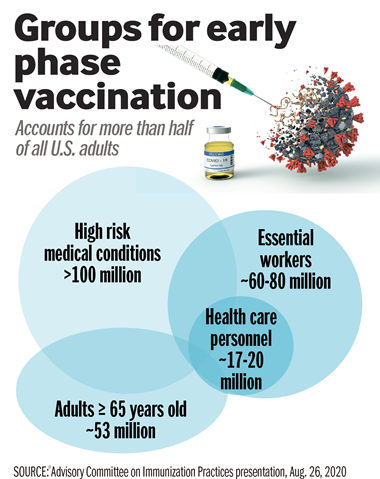 Groups for early
phase
vaccination
Accounts for more than half
of all U.S. adults
COVID - 19
High risk
medical conditions
>100 million
Essential
workers
~60-80 million
Health care
personnel
~17-20
million
Adults ≥ 65 years old
~53 million
SOURCE: Advisory Committee on Immunization Practices presentation, Aug. 26, 2020